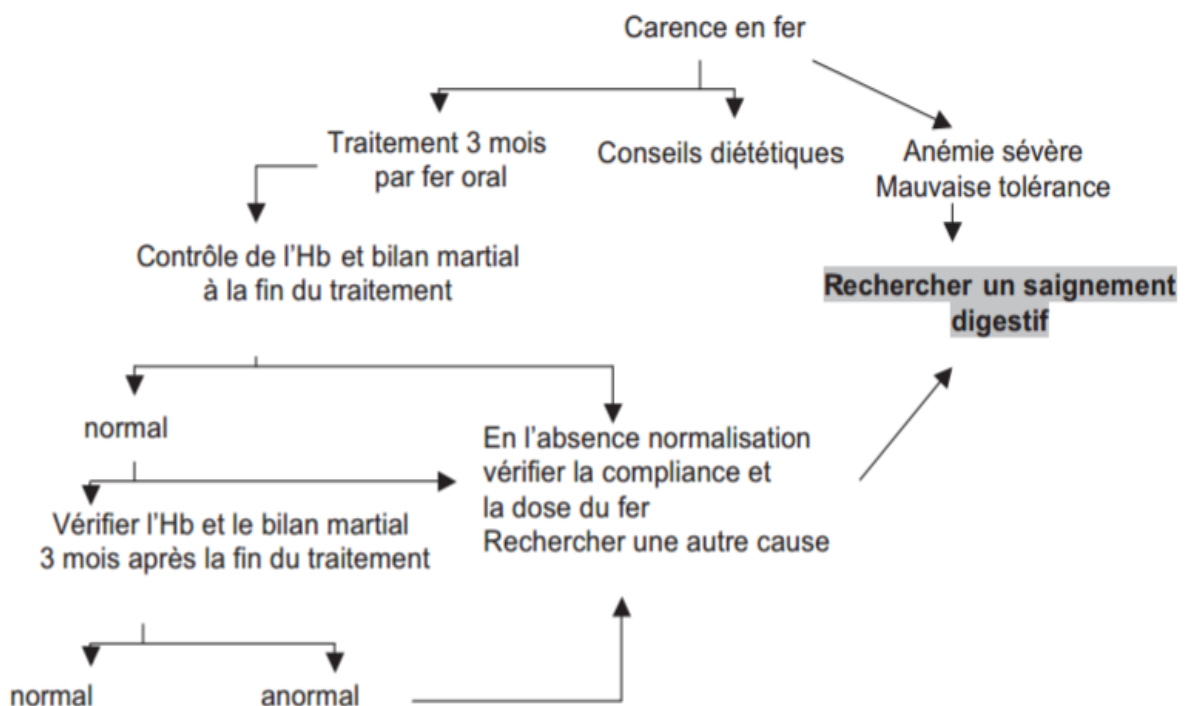 Carence en fer
Traitement 3 mois
par fer oral
Conseils diététiques
Anémie sévère
Mauvaise tolérance
Contrôle de l'Hb et bilan martial
à la fin du traitement
Rechercher un saignement
digestif
normal
En l'absence normalisation
vérifier la compliance et
la dose du fer
Rechercher une autre cause
Vérifier l'Hb et le bilan martial
3 mois après la fin du traitement
normal
anormal